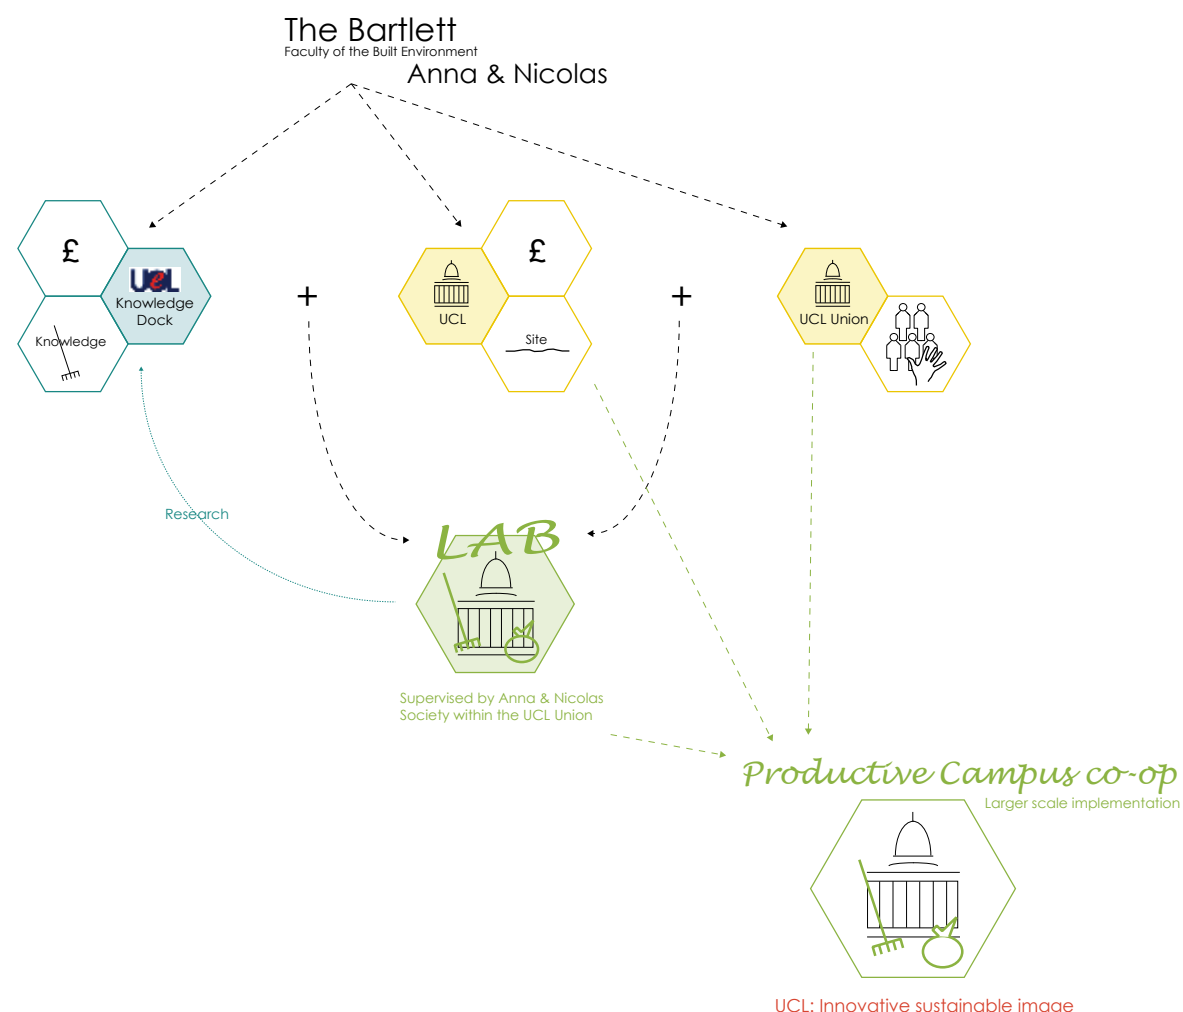 The Bartlett
Faculty of the Built Environment
Anna & Nicolas
£
UeL
Knowledge
Dock
Knowledge
+
UCL
£
Site
+
UCL Union
Research
LAB
Supervised by Anna & Nicolas
Society within the UCL Union
Productive Campus co-op
Larger scale implementation
UCL: Innovative sustainable image